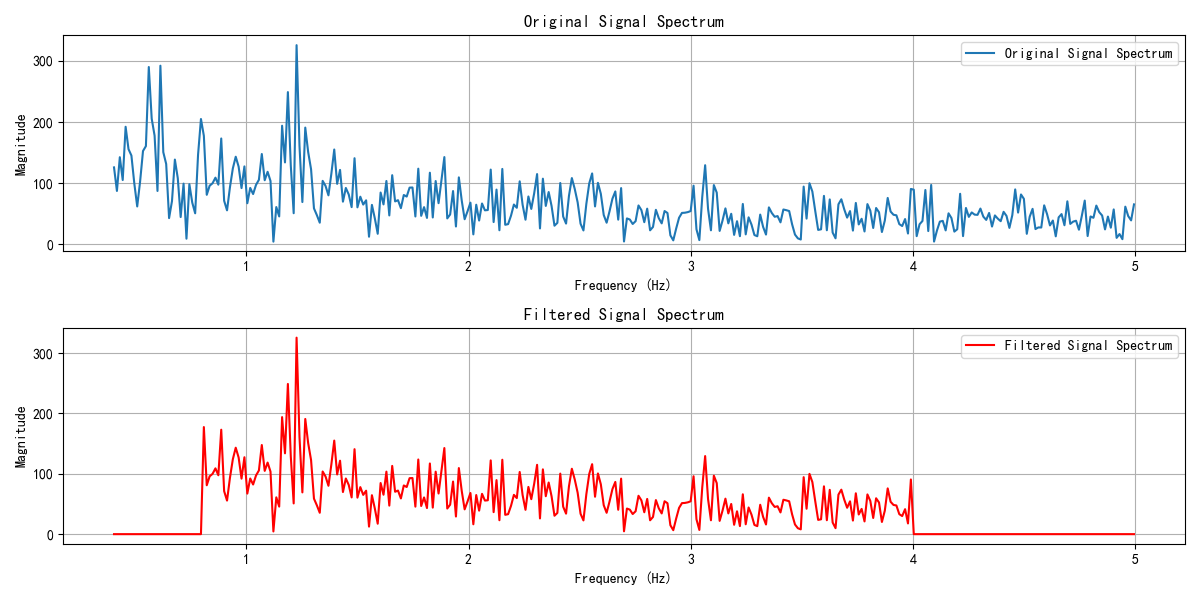 Original Signal Spectrum
Original Signal Spectrum
Magnitude
300
200
100
0
1
2
3
4
5
Frequency (Hz)
Filtered Signal Spectrum
Filtered Signal Spectrum
Magnitude
300
200
100
0
1
2
3
4
5
Frequency (Hz)